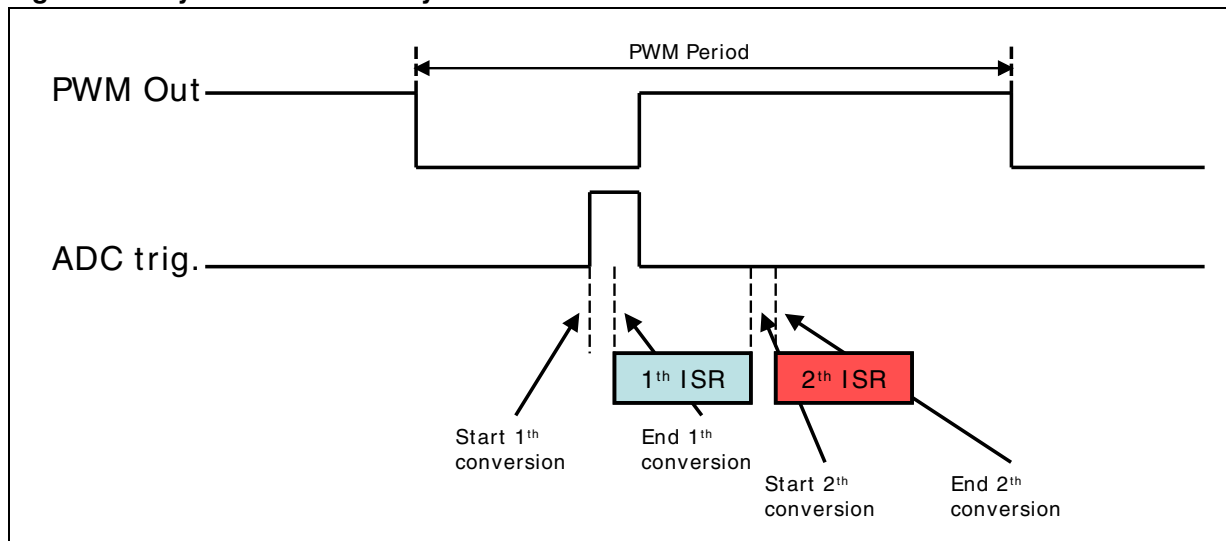 PWM Period
PWM Out
ADC trig.
1th ISR
2th ISR
Start 1th
conversion
End 1th
conversion
Start 2th
conversion
End 2th
conversion